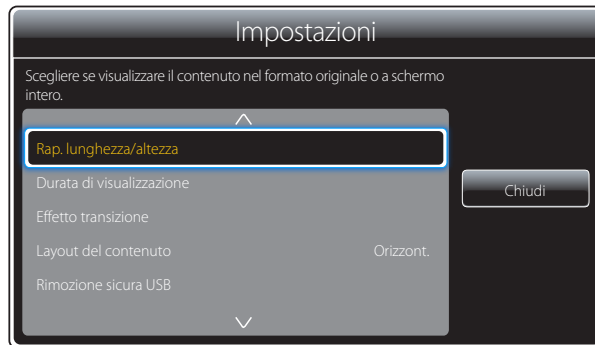 Impostazioni
Scegliere se visualizzare il contenuto nel formato originale o a schermo
intero.
Rap. lunghezza/altezza
Durata di visualizzazione
Effetto transizione
Layout del contenuto Orizzont.
Rimozione sicura USB
Chiudi